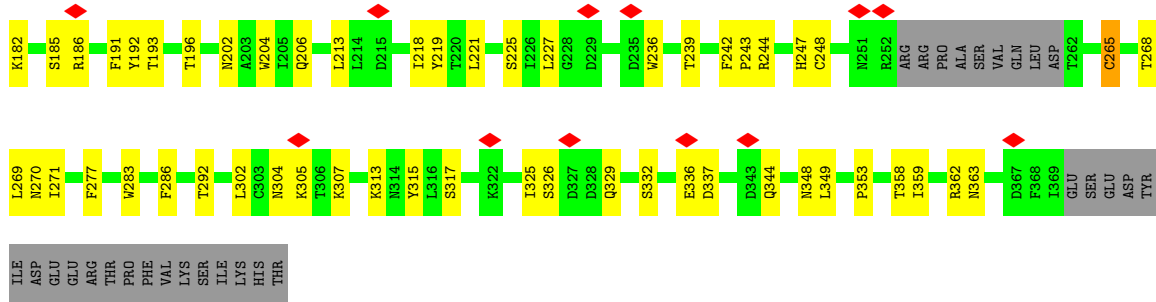 K182 S185 R186 F191 Y192 T193 T196 N202 A203 W204 I205 Q206 L213 L214 D215 I218 Y219 T220 L221 S225 I226 L227 G228 D229 D235 W236 T239 F242 P243 R244 H247 C248 N251 R252 ARG ARG PRO ALA SER VAL GLN LEU ASP T262 C265 T268
L269 N270 I271 F277 W283 F286 T292 L302 C303 N304 K305 T306 K307 K313 N314 Y315 L316 S317 K322 I325 S326 D327 D328 Q329 S332 E336 D337 D343 Q344 N348 L349 P353 T358 I359 R362 N363 D367 F368 I369 GLU SER GLU ASP TYR
ILE ASP GLU GLU ARG THR PRO PHE VAL LYS SER ILE LYS HIS THR